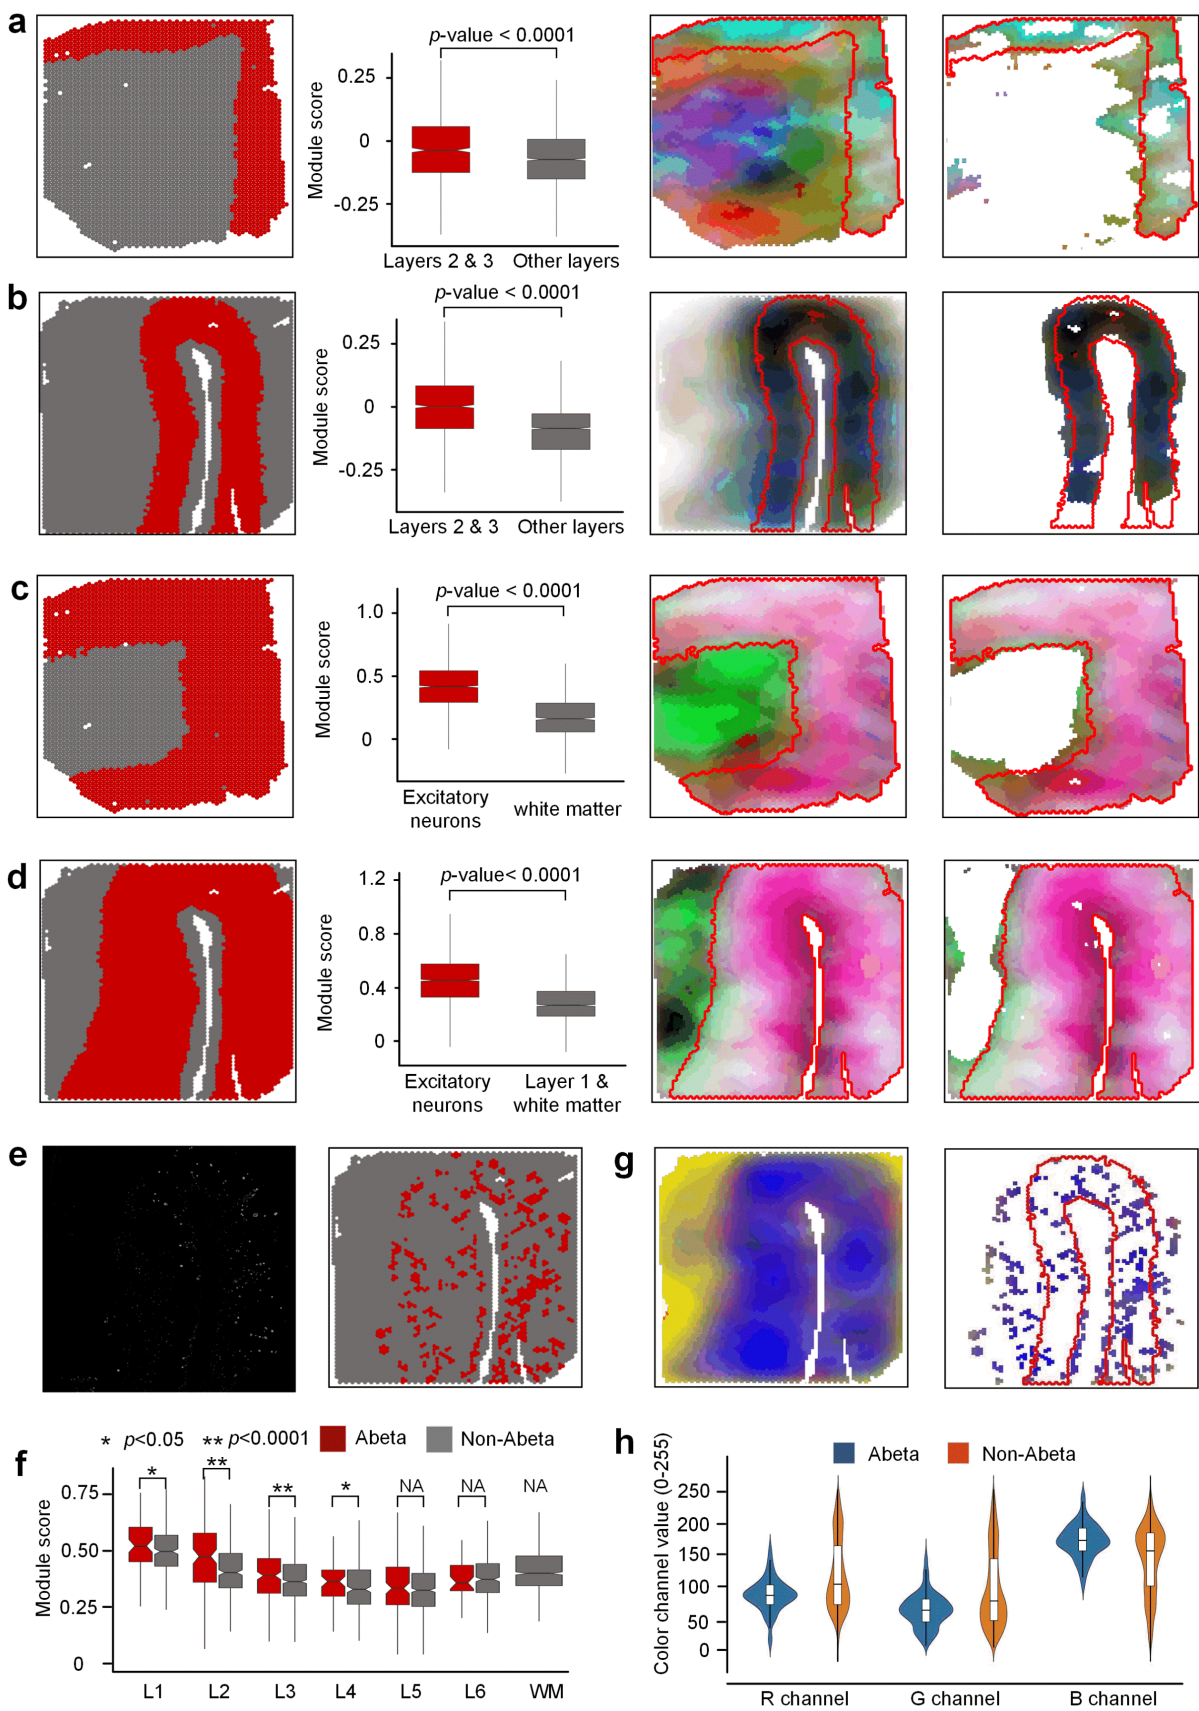 a
p-value < 0.0001
Module score
0.25
0
-0.25
Layers 2 & 3
Other layers
b
p-value < 0.0001
Module score
0.25
0
-0.25
Layers 2 & 3
Other layers
c
p-value < 0.0001
Module score
1.0
0.5
0
Excitatory
neurons
white matter
d
p-value< 0.0001
Module score
1.2
0.8
0.4
0
Excitatory
neurons
Layer 1 &
white matter
e
g
f
* p<0.05
** p<0.0001
Abeta
Non-Abeta
Module score
0.75
0.50
0.25
0
*
**
**
*
NA
NA
NA
L1
L2
L3
L4
L5
L6
WM
h
Abeta
Non-Abeta
Color channel value (0-255)
250
200
150
100
50
0
R channel
G channel
B channel